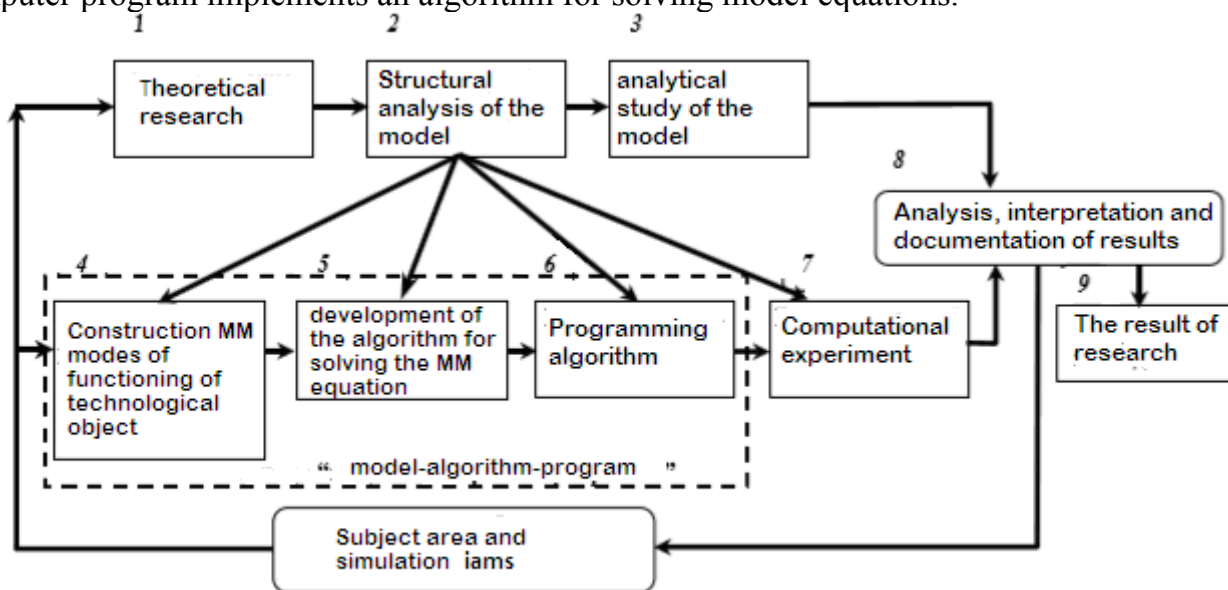 puter program implements an algorithm for solving model equations.
1
2
3
Theoretical
research
Structural
analysis of the
model
analytical
study of the
model
8
Analysis, interpretation and
documentation of results
4
5
6
7
9
Construction MM
modes of
functioning of
technological
object
development of
the algorithm for
solving the MM
equation
Programming
algorithm
Computational
experiment
The result of
research
“ model-algorithm-program ”
Subject area and
simulation iams